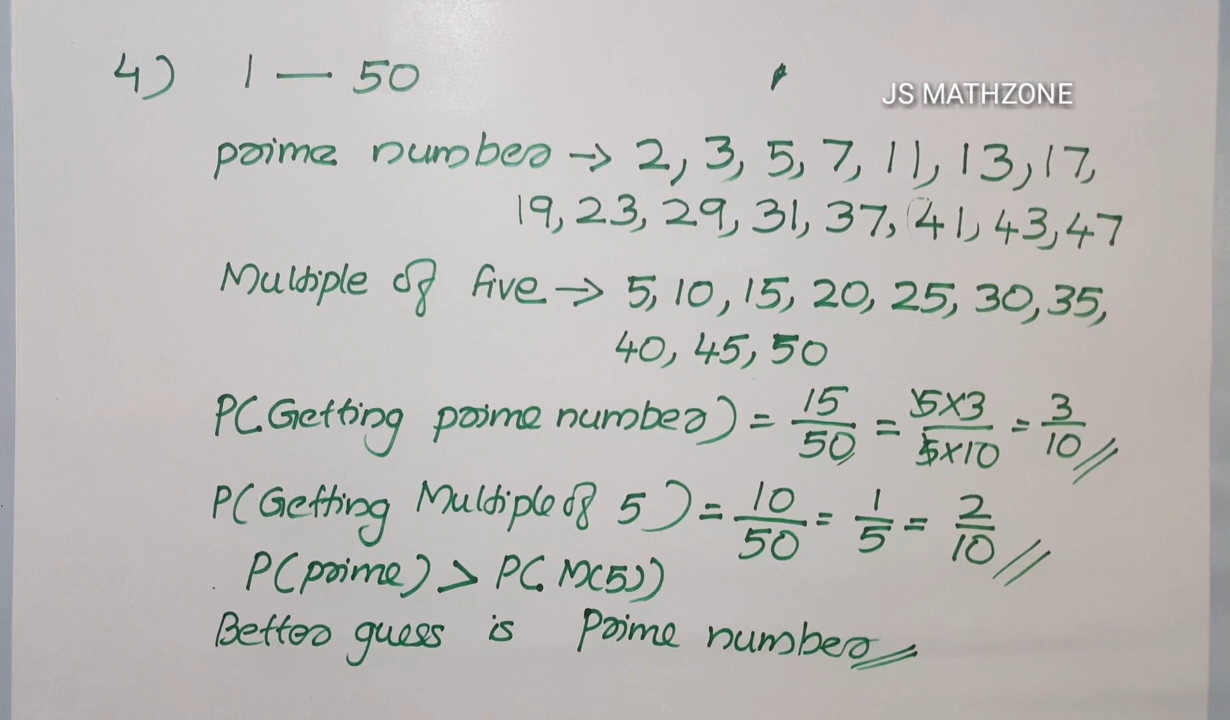 4) 1 — 50
JS MATHZONE
prime number → 2, 3, 5, 7, 11, 13, 17,
19, 23, 29, 31, 37, 41, 43, 47
Multiple of five → 5, 10, 15, 20, 25, 30, 35,
40, 45, 50
P(Getting prime number) = 15/50 = 5×3/5×10 = 3/10 //
P(Getting Multiple of 5) = 10/50 = 1/5 = 2/10 //
P(prime) > P(M(5))
Better guess is Prime number //